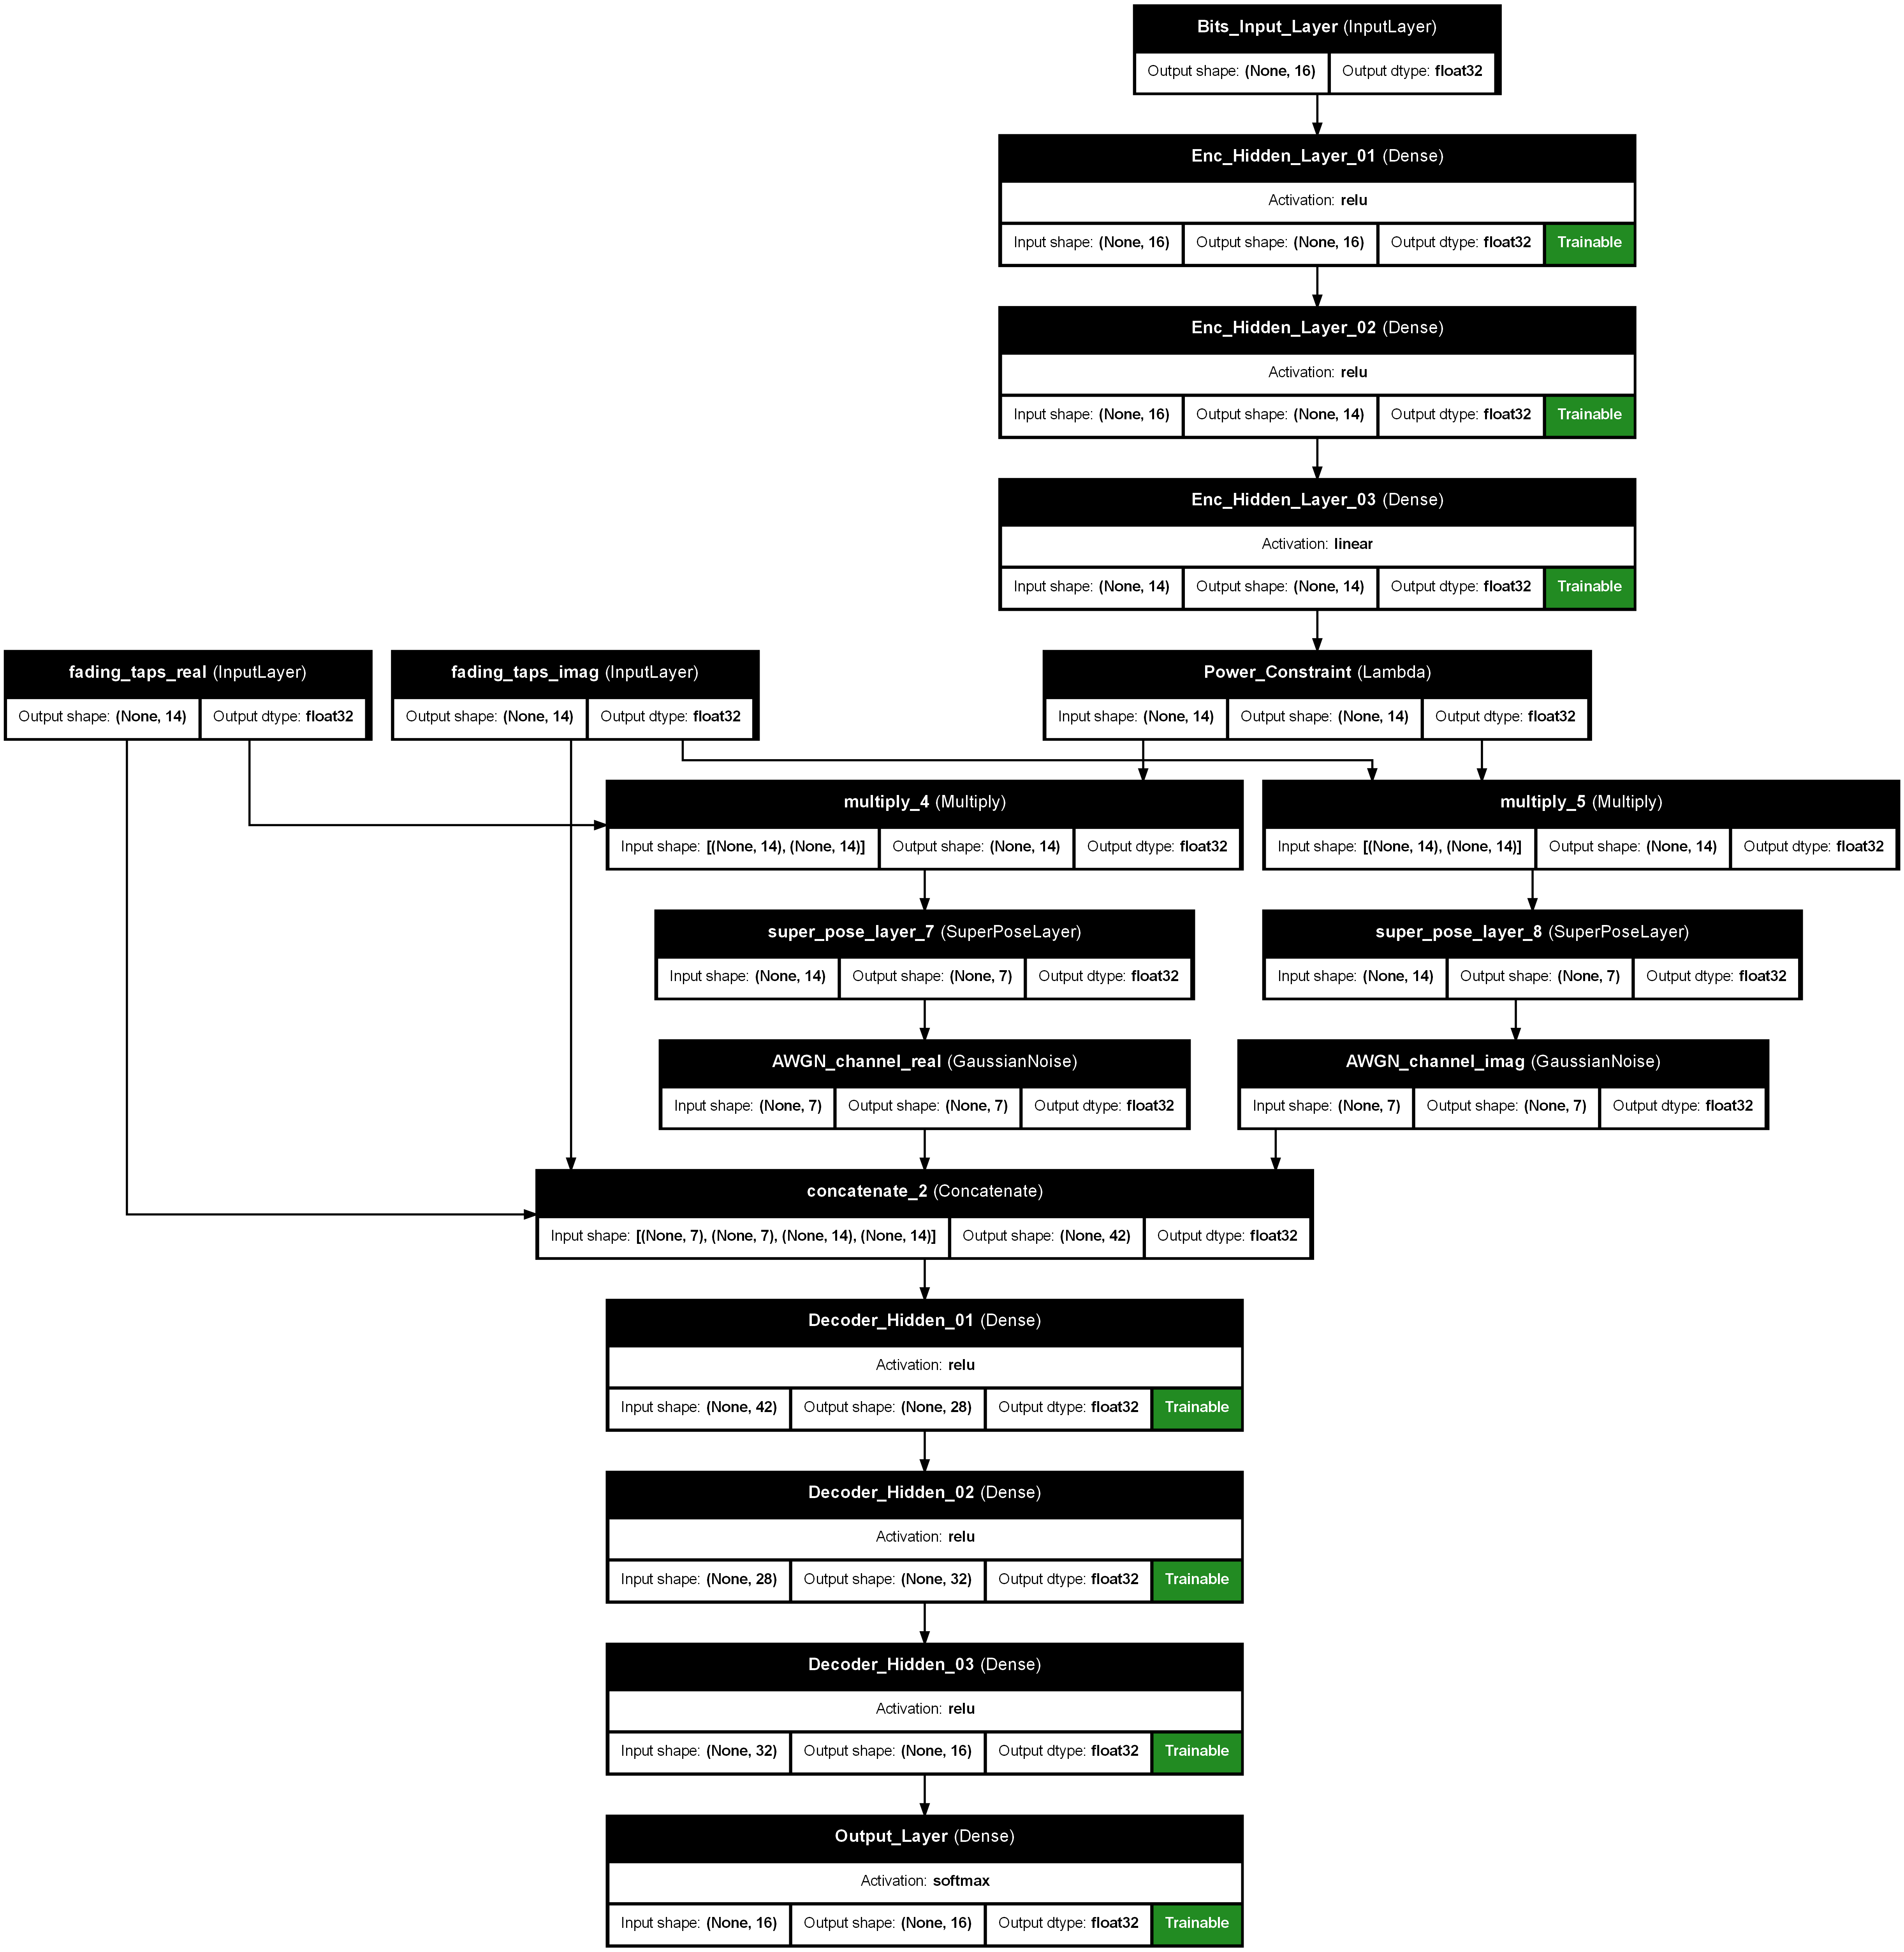 Bits_Input_Layer (InputLayer)
Output shape: (None, 16) Output dtype: float32
Enc_Hidden_Layer_01 (Dense)
Activation: relu
Input shape: (None, 16) Output shape: (None, 16) Output dtype: float32 Trainable
Enc_Hidden_Layer_02 (Dense)
Activation: relu
Input shape: (None, 16) Output shape: (None, 14) Output dtype: float32 Trainable
Enc_Hidden_Layer_03 (Dense)
Activation: linear
Input shape: (None, 14) Output shape: (None, 14) Output dtype: float32 Trainable
fading_taps_real (InputLayer)
Output shape: (None, 14) Output dtype: float32
fading_taps_imag (InputLayer)
Output shape: (None, 14) Output dtype: float32
Power_Constraint (Lambda)
Input shape: (None, 14) Output shape: (None, 14) Output dtype: float32
multiply_4 (Multiply)
Input shape: [(None, 14), (None, 14)] Output shape: (None, 14) Output dtype: float32
multiply_5 (Multiply)
Input shape: [(None, 14), (None, 14)] Output shape: (None, 14) Output dtype: float32
super_pose_layer_7 (SuperPoseLayer)
Input shape: (None, 14) Output shape: (None, 7) Output dtype: float32
super_pose_layer_8 (SuperPoseLayer)
Input shape: (None, 14) Output shape: (None, 7) Output dtype: float32
AWGN_channel_real (GaussianNoise)
Input shape: (None, 7) Output shape: (None, 7) Output dtype: float32
AWGN_channel_imag (GaussianNoise)
Input shape: (None, 7) Output shape: (None, 7) Output dtype: float32
concatenate_2 (Concatenate)
Input shape: [(None, 7), (None, 7), (None, 14), (None, 14)] Output shape: (None, 42) Output dtype: float32
Decoder_Hidden_01 (Dense)
Activation: relu
Input shape: (None, 42) Output shape: (None, 28) Output dtype: float32 Trainable
Decoder_Hidden_02 (Dense)
Activation: relu
Input shape: (None, 28) Output shape: (None, 32) Output dtype: float32 Trainable
Decoder_Hidden_03 (Dense)
Activation: relu
Input shape: (None, 32) Output shape: (None, 16) Output dtype: float32 Trainable
Output_Layer (Dense)
Activation: softmax
Input shape: (None, 16) Output shape: (None, 16) Output dtype: float32 Trainable